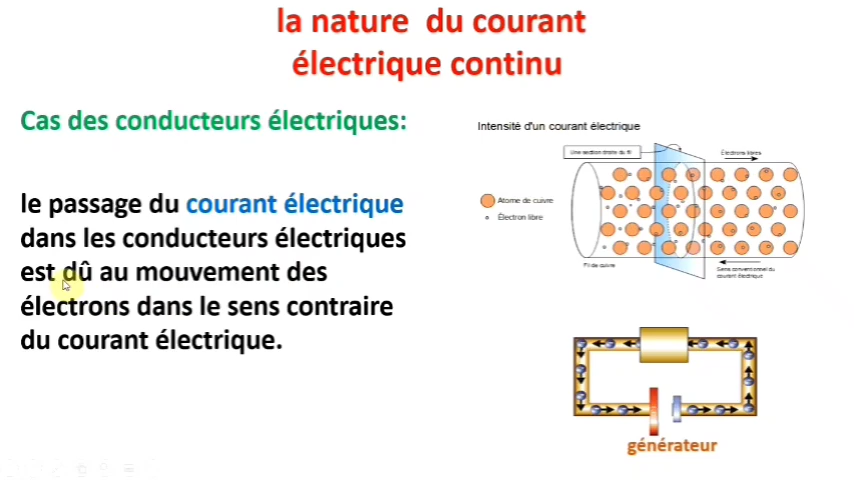 la nature du courant
électrique continu
Cas des conducteurs électriques:
le passage du courant électrique
dans les conducteurs électriques
est dû au mouvement des
électrons dans le sens contraire
du courant électrique.
Intensité d'un courant électrique
Une section droite du fil
Électrons libres
Atome de cuivre
Électron libre
Fil de cuivre
Sens conventionnel du
courant électrique
générateur